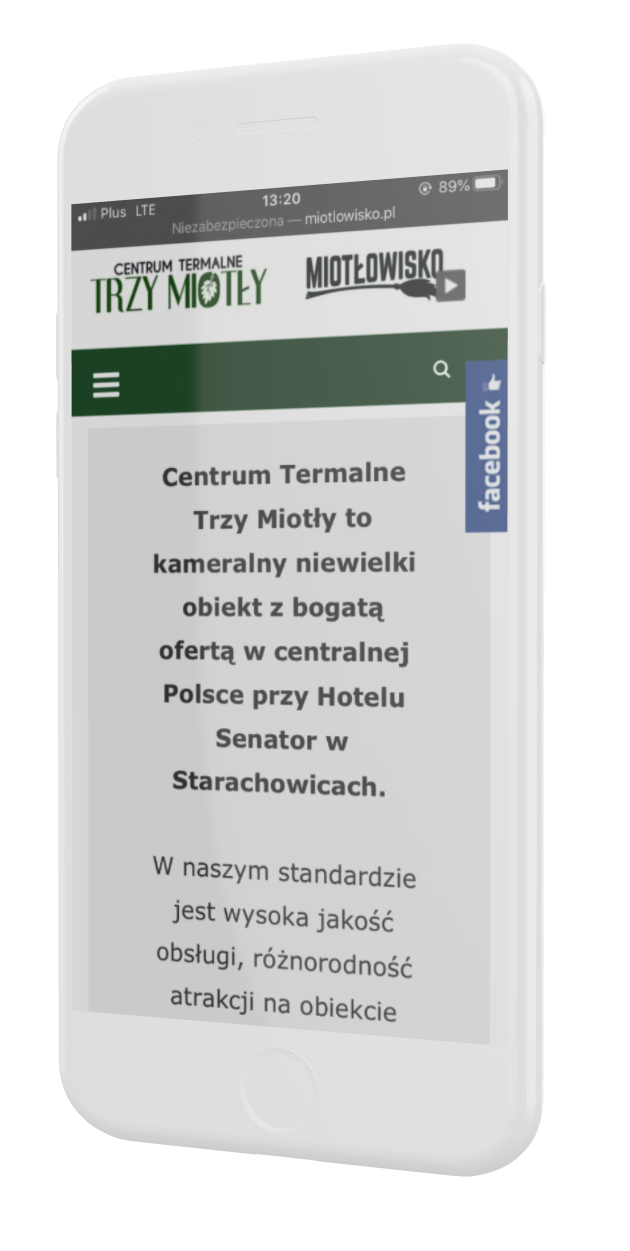 Plus LTE 13:20 89%
Niezabezpieczona — miotlowisko.pl
CENTRUM TERMALNE
TRZY MIOTŁY
MIOTŁOWISKO
facebook
Centrum Termalne
Trzy Miotły to
kameralny niewielki
obiekt z bogatą
ofertą w centralnej
Polsce przy Hotelu
Senator w
Starachowicach.
W naszym standardzie
jest wysoka jakość
obsługi, różnorodność
atrakcji na obiekcie